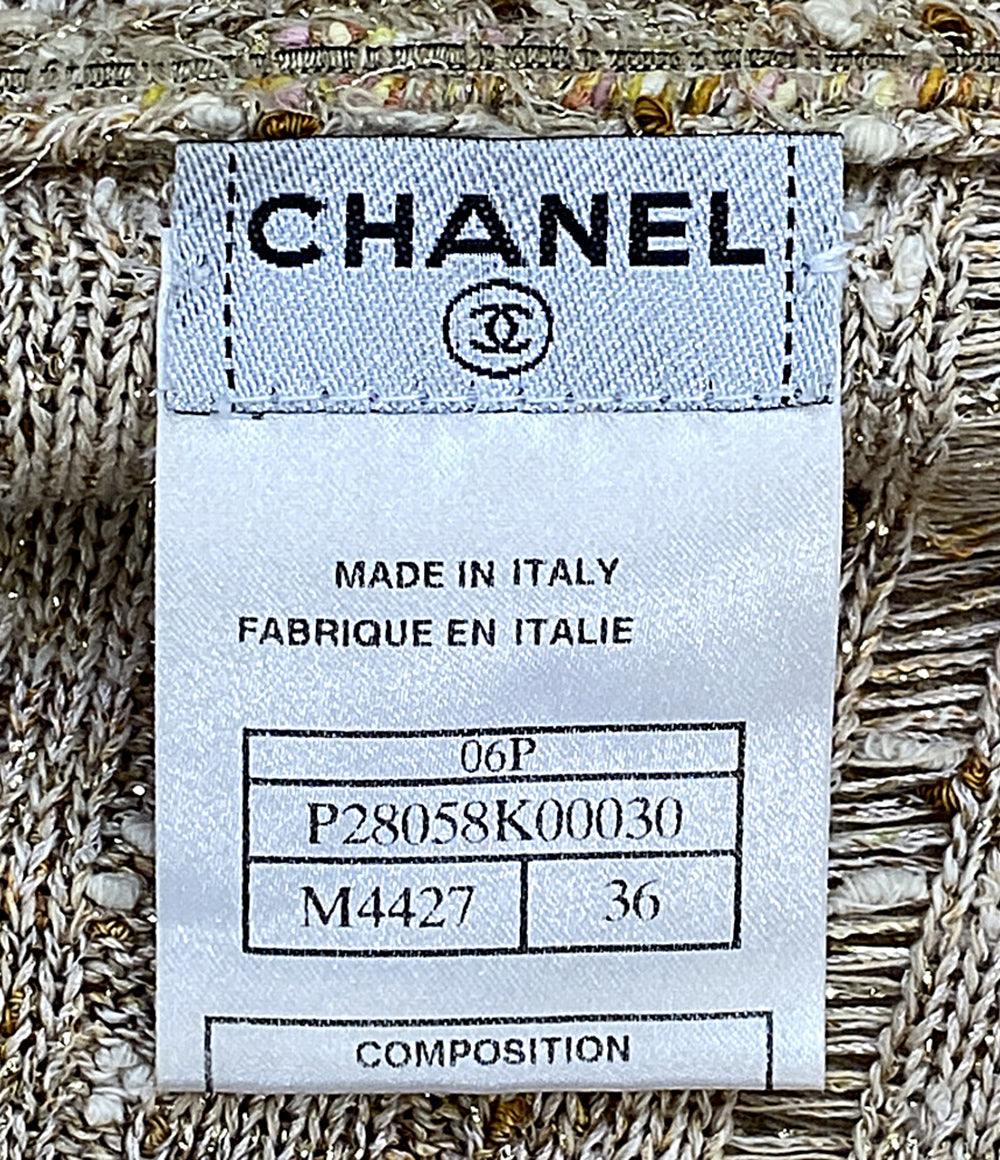 CHANEL
MADE IN ITALY
FABRIQUE EN ITALIE
06P
P28058K00030
M4427 36
COMPOSITION